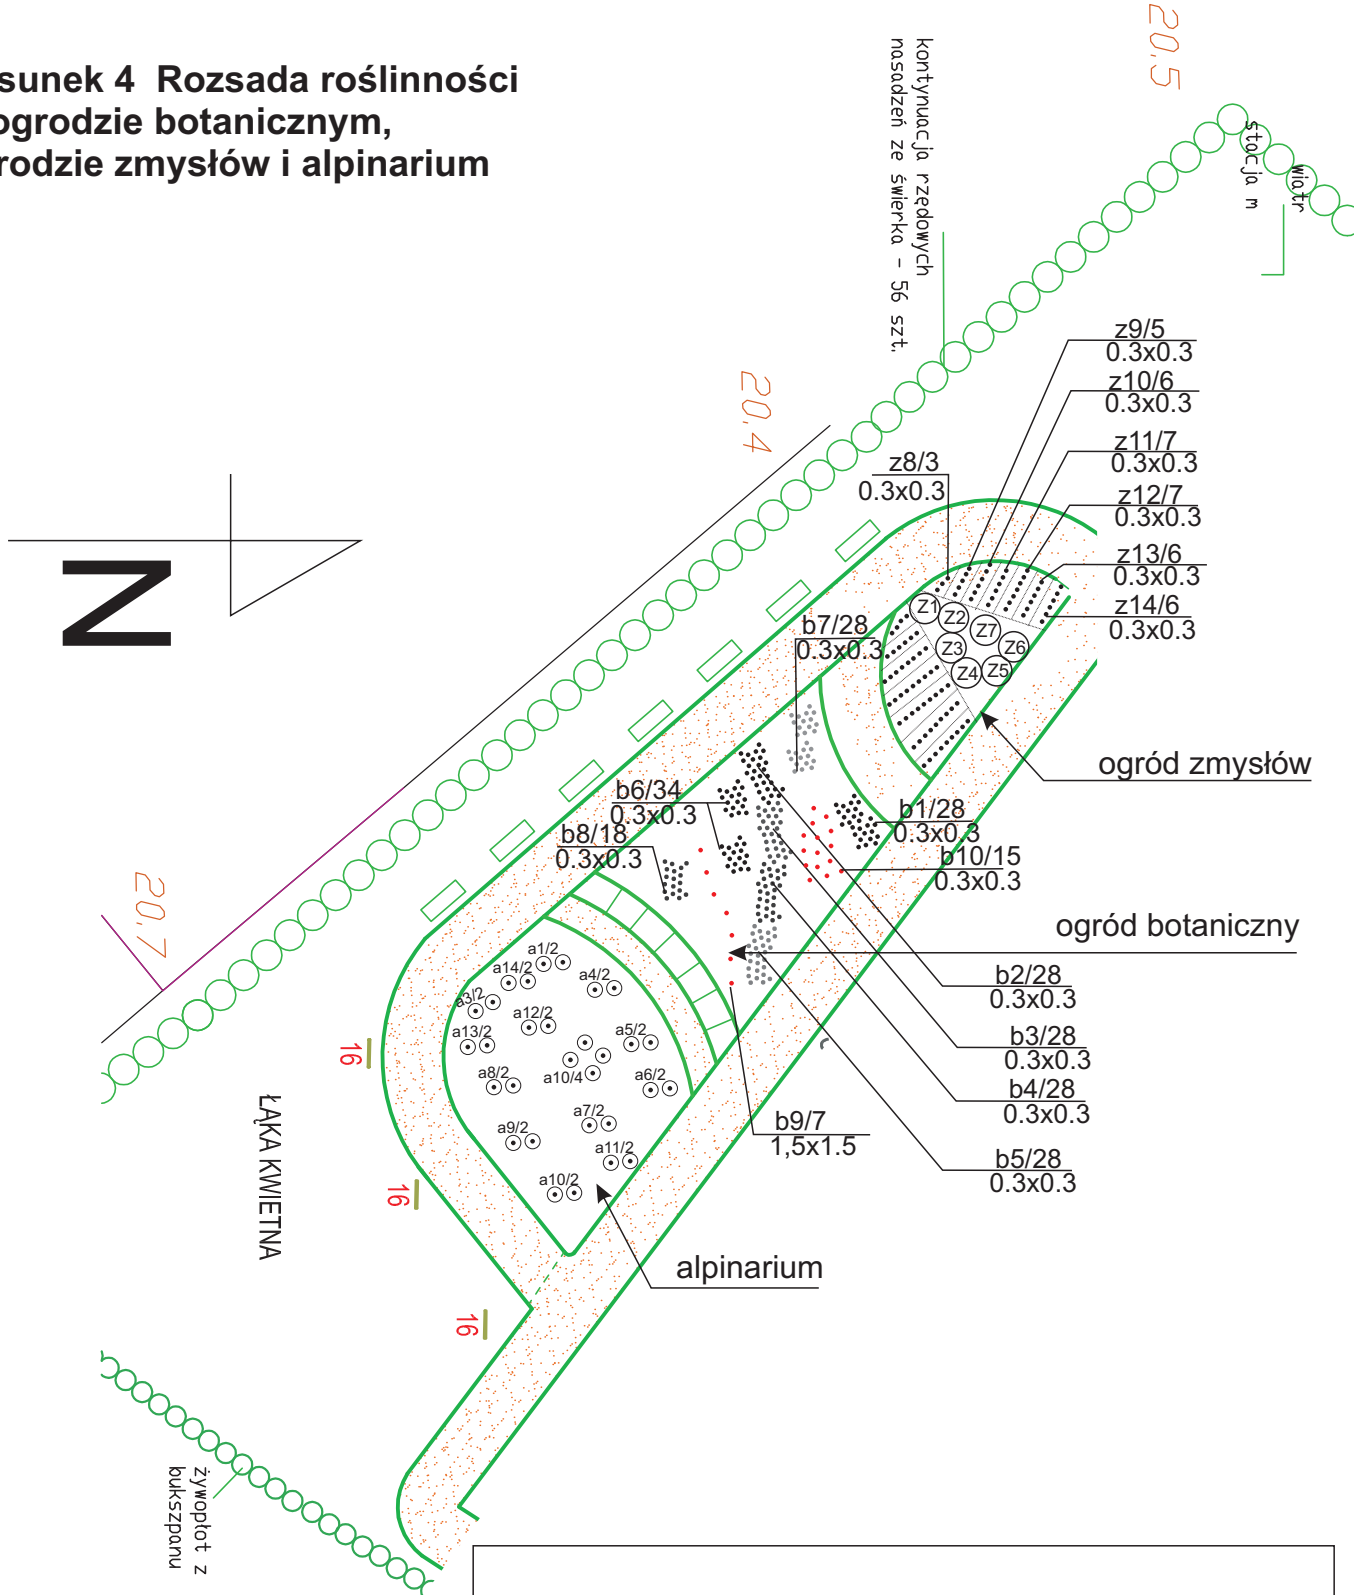 sunek 4 Rozsada roślinności
ogrodzie botanicznym,
rodzie zmysłów i alpinarium
kontynuacja rzędowych
nasadzeń ze świerka - 56 szt.
20.5
stacja m
wiatr
20.4
z9/5
0.3x0.3
z10/6
0.3x0.3
z11/7
0.3x0.3
z8/3
0.3x0.3
z12/7
0.3x0.3
z13/6
0.3x0.3
z14/6
0.3x0.3
N
Z1
Z2
Z7
Z3
Z6
Z4
Z5
b7/28
0.3x0.3
ogród zmysłów
b6/34
0.3x0.3
b8/18
0.3x0.3
b1/28
0.3x0.3
b10/15
0.3x0.3
20.7
ogród botaniczny
a1/2
a14/2
a4/2
a3/2
a12/2
a13/2
a5/2
a8/2
a10/4
a6/2
a7/2
a9/2
a11/2
a10/2
b2/28
0.3x0.3
b3/28
0.3x0.3
b4/28
0.3x0.3
b9/7
1,5x1.5
b5/28
0.3x0.3
16
16
16
ŁĄKA KWIETNA
alpinarium
żywopłot z
bukszpanu